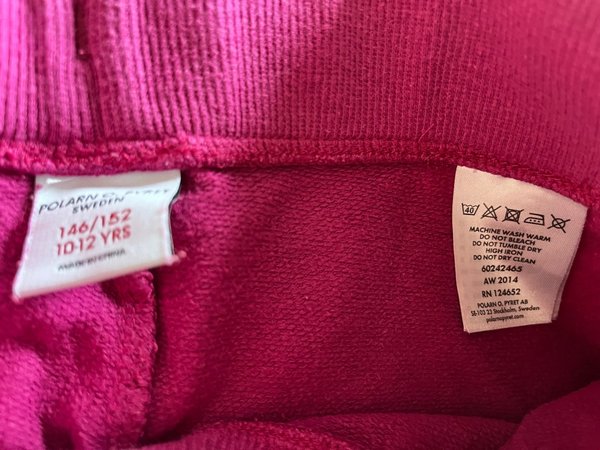 POLARN O. PYRET
SWEDEN
146/152
10-12 YRS
MADE IN CHINA
40
MACHINE WASH WARM
DO NOT BLEACH
DO NOT TUMBLE DRY
HIGH IRON
DO NOT DRY CLEAN
60242465
AW 2014
RN 124652
POLARN O. PYRET AB
SE-103 23 Stockholm, Sweden
polarnopyret.com